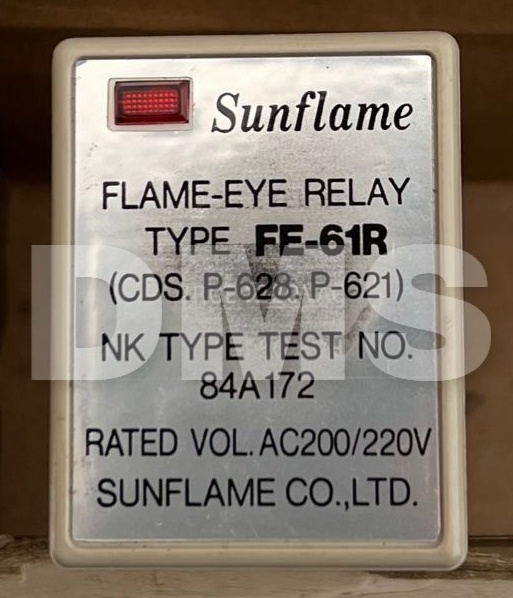 Sunflame
FLAME-EYE RELAY
TYPE FE-61R
(CDS. P-628. P-621)
NK TYPE TEST NO.
84A172
RATED VOL. AC200/220V
SUNFLAME CO.,LTD.
DMS